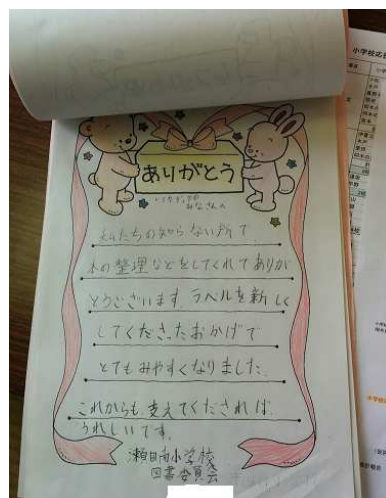 ありがとう
みなさんへ
私たちの知らない所で
本の整理などをしてくれてありが
とうございます。ラベルを新しく
してくださったおかげで
とてもみやすくなりました。
これからも支えてくだされば
うれしいです。
小学校
図書委員会